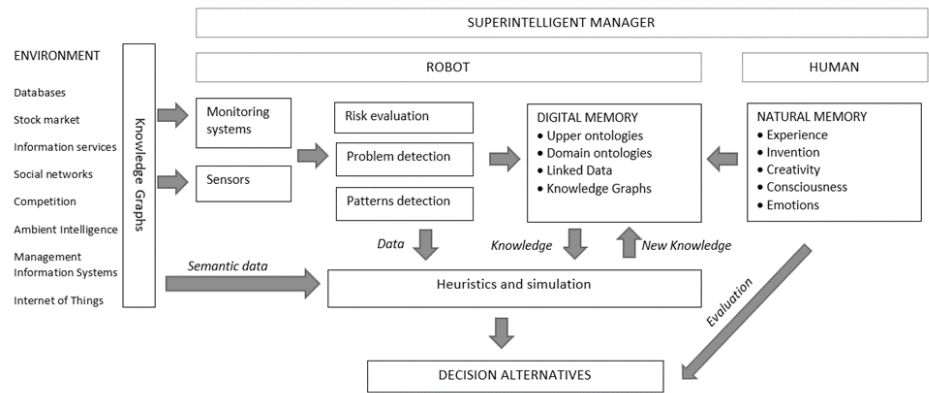 SUPERINTELLIGENT MANAGER
ENVIRONMENT
Databases
Stock market
Information services
Social networks
Competition
Ambient Intelligence
Management
Information Systems
Internet of Things
Knowledge Graphs
ROBOT
HUMAN
Monitoring
systems
Sensors
Risk evaluation
Problem detection
Patterns detection
DIGITAL MEMORY
• Upper ontologies
• Domain ontologies
• Linked Data
• Knowledge Graphs
NATURAL MEMORY
• Experience
• Invention
• Creativity
• Consciousness
• Emotions
Data
Knowledge
New Knowledge
Semantic data
Heuristics and simulation
Evaluation
DECISION ALTERNATIVES